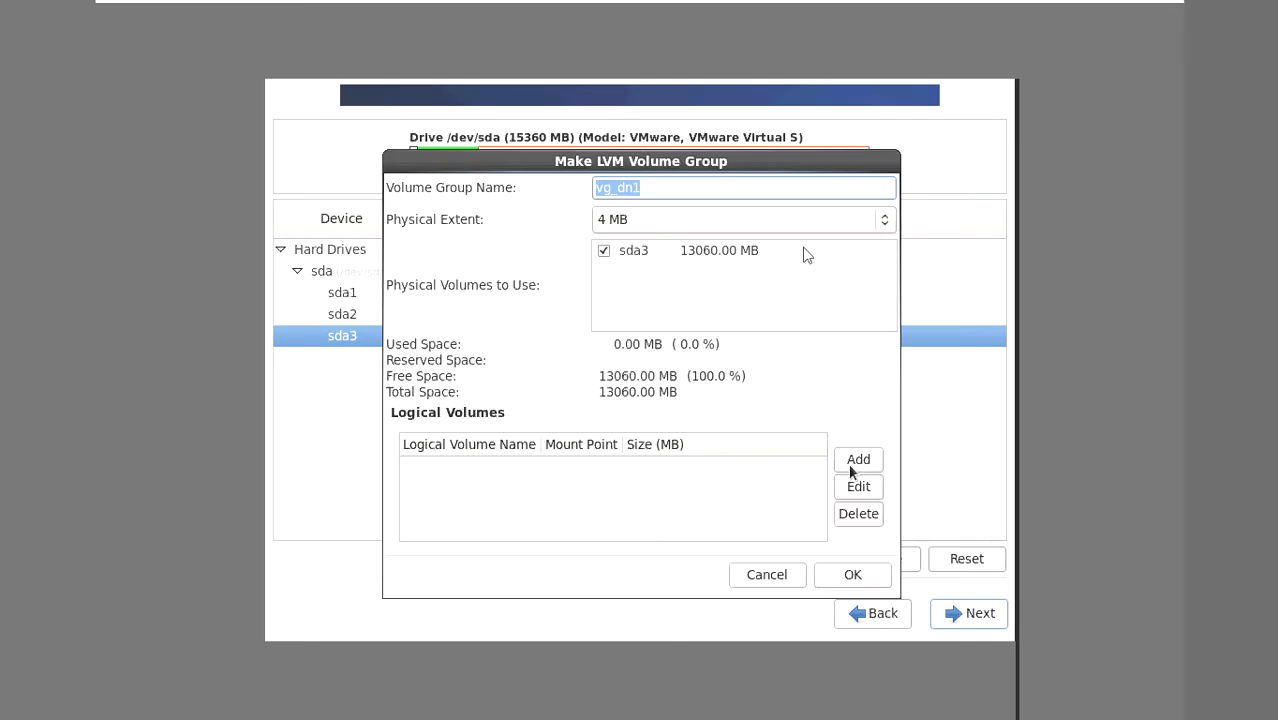 Drive /dev/sda (15360 MB) (Model: VMware, VMware Virtual S)
Make LVM Volume Group
Volume Group Name: vg_dn1
Physical Extent: 4 MB
sda3 13060.00 MB
Physical Volumes to Use:
Used Space: 0.00 MB ( 0.0 %)
Reserved Space:
Free Space: 13060.00 MB (100.0 %)
Total Space: 13060.00 MB
Logical Volumes
Logical Volume Name Mount Point Size (MB)
Add
Edit
Delete
Cancel OK
Device
Hard Drives
sda
sda1
sda2
sda3
Reset
Back Next